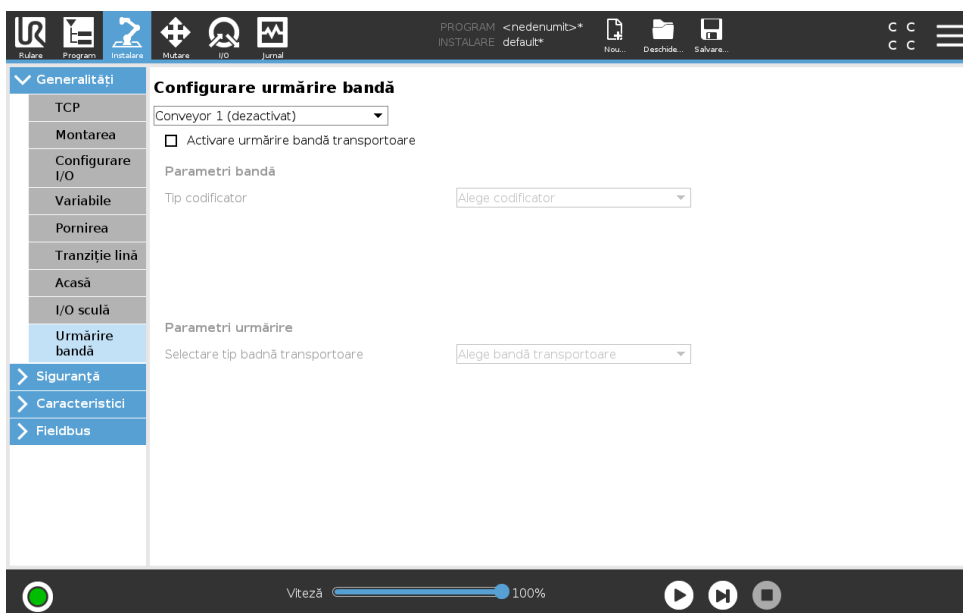 PROGRAM <nedenumit>*
INSTALARE default*
C C
C C
Rulare Program Instalare Mutare I/O Jurnal Nou... Deschide... Salvare...
Generalități
TCP
Montarea
Configurare
I/O
Variabile
Pornirea
Tranziție lină
Acasă
I/O sculă
Urmărire
bandă
Siguranță
Caracteristici
Fieldbus
Configurare urmărire bandă
Conveyor 1 (dezactivat)
Activare urmărire bandă transportoare
Parametri bandă
Tip codificator Alege codificator
Parametri urmărire
Selectare tip badnă transportoare Alege bandă transportoare
Viteză 100%